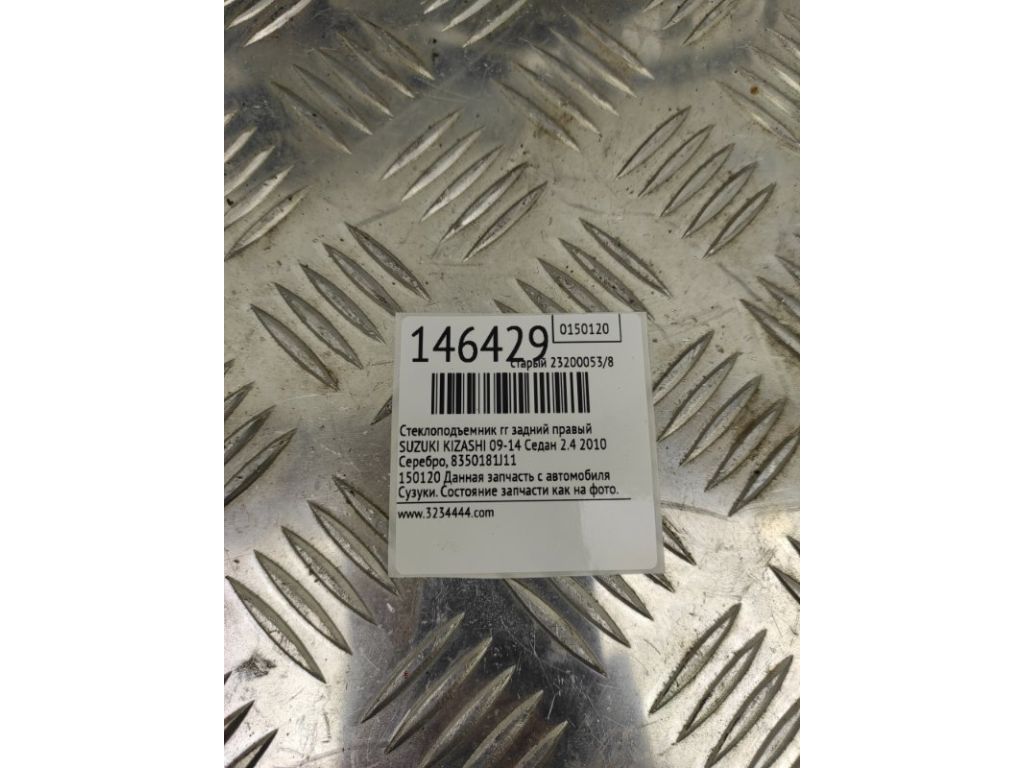 146429
0150120
старый 23200053/8
Стеклоподъемник rr задний правый
SUZUKI KIZASHI 09-14 Седан 2.4 2010
Серебро, 8350181J11
150120 Данная запчасть с автомобиля
Сузуки. Состояние запчасти как на фото.
www.3234444.com